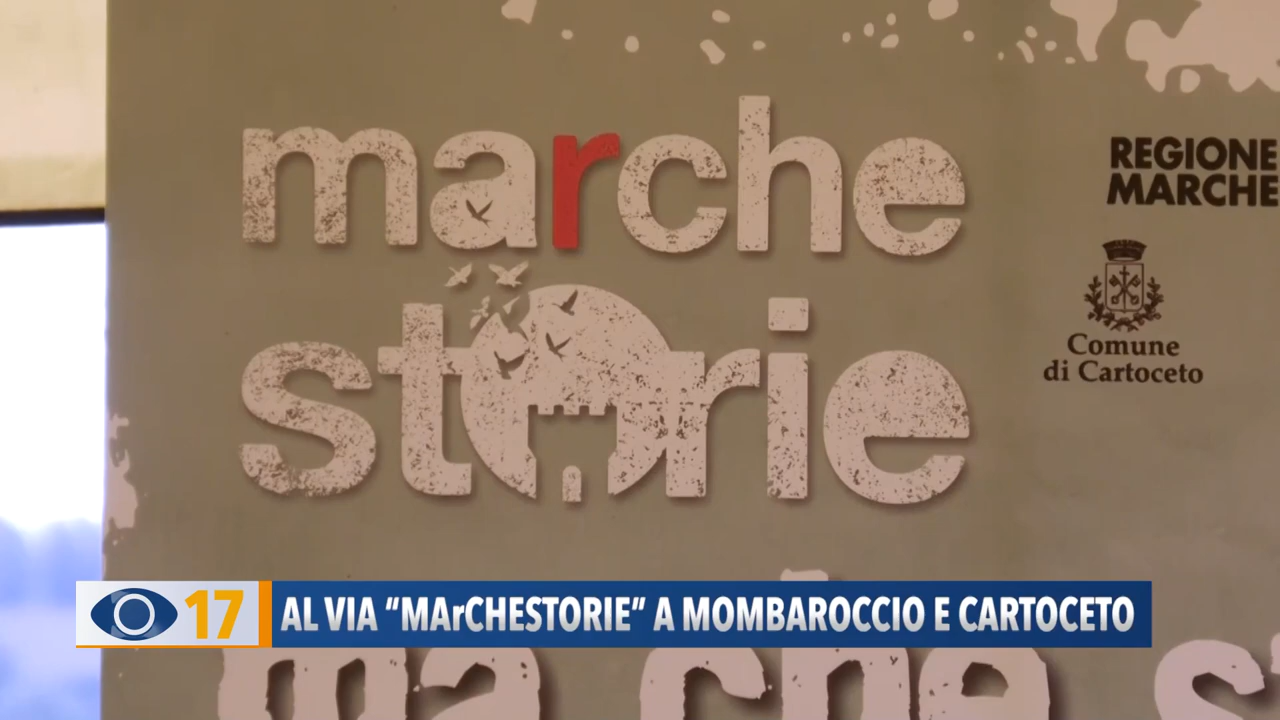 marche
storie
REGIONE
MARCHE
Comune
di Cartoceto
17
AL VIA “MArCHESTORIE” A MOMBAROCCIO E CARTOCETO